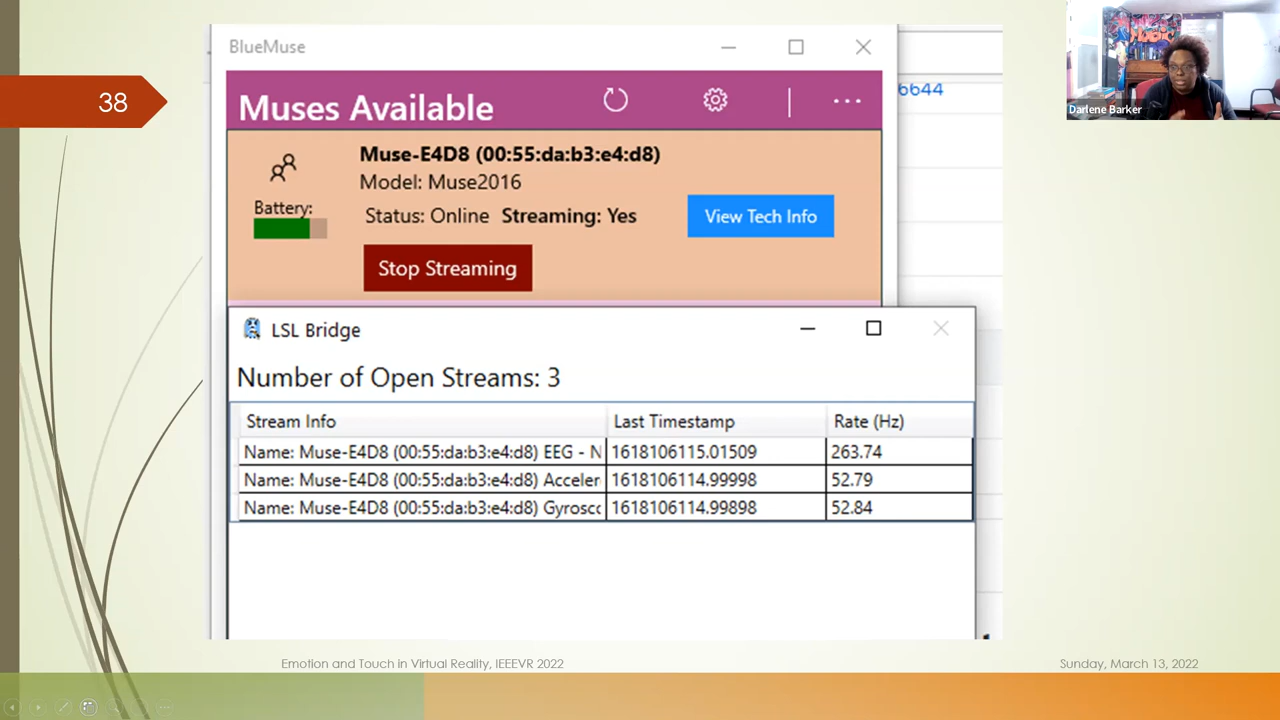 38
BlueMuse
Muses Available
6644
Muse-E4D8 (00:55:da:b3:e4:d8)
Model: Muse2016
Battery:
Status: Online Streaming: Yes
View Tech Info
Stop Streaming
LSL Bridge
Number of Open Streams: 3
Stream Info Last Timestamp Rate (Hz)
Name: Muse-E4D8 (00:55:da:b3:e4:d8) EEG - N 1618106115.01509 263.74
Name: Muse-E4D8 (00:55:da:b3:e4:d8) Acceler 1618106114.99998 52.79
Name: Muse-E4D8 (00:55:da:b3:e4:d8) Gyrosco 1618106114.99898 52.84
Emotion and Touch in Virtual Reality, IEEEVR 2022
Sunday, March 13, 2022
Darlene Barker